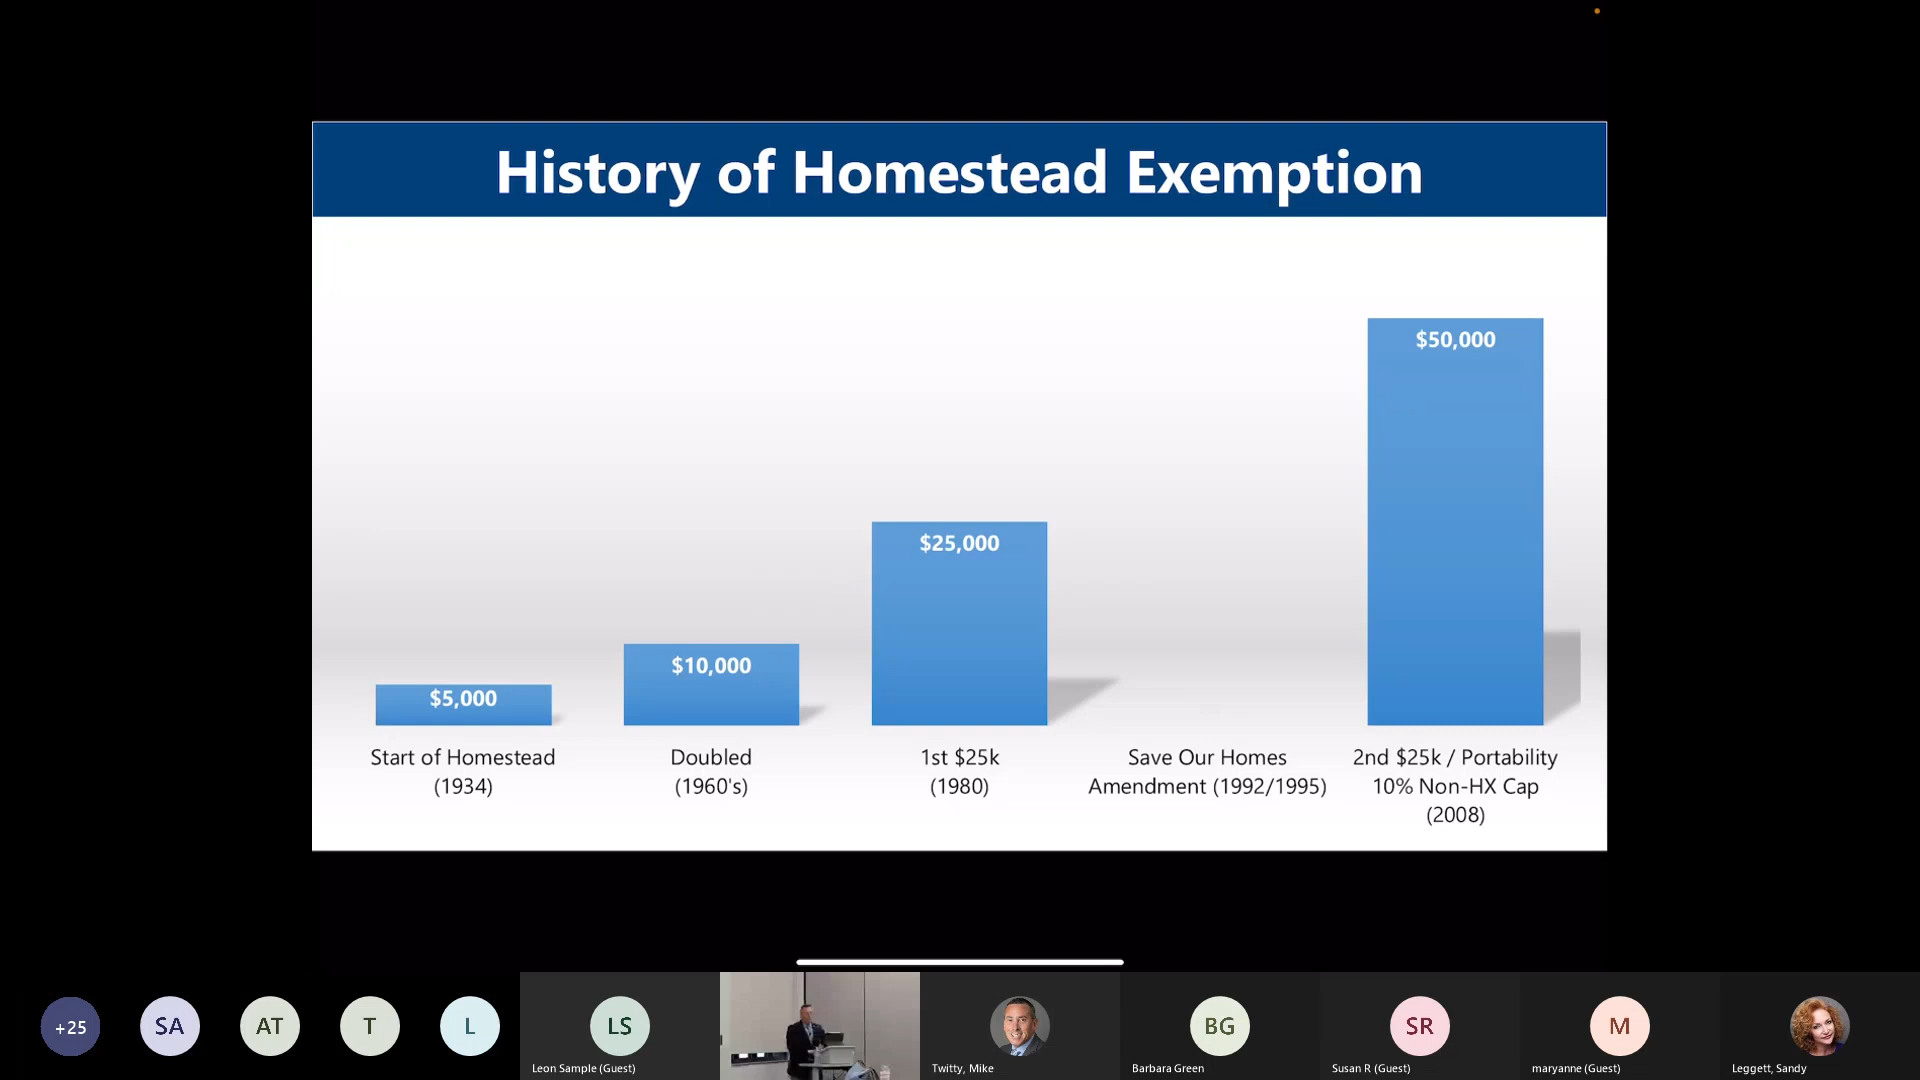 History of Homestead Exemption
$50,000
$25,000
$10,000
$5,000
Start of Homestead
(1934)
Doubled
(1960's)
1st $25k
(1980)
Save Our Homes
Amendment (1992/1995)
2nd $25k / Portability
10% Non-HX Cap
(2008)
+25
SA
AT
T
L
LS
Leon Sample (Guest)
Twitty, Mike
BG
Barbara Green
SR
Susan R (Guest)
M
maryanne (Guest)
Leggett, Sandy